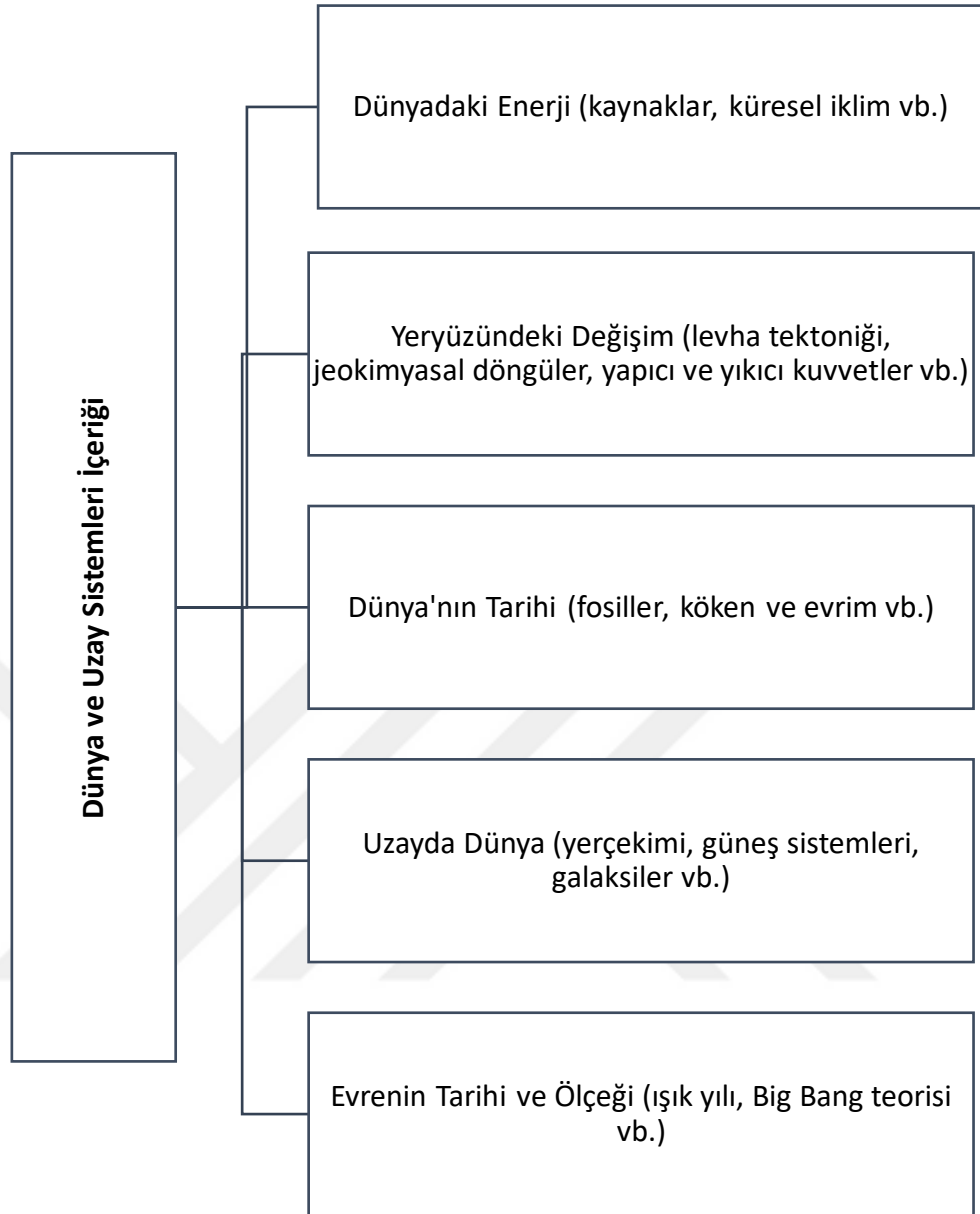 Dünya ve Uzay Sistemleri İçeriği
Dünyadaki Enerji (kaynaklar, küresel iklim vb.)
Yeryüzündeki Değişim (levha tektoniği,
jeokimyasal döngüler, yapıcı ve yıkıcı kuvvetler vb.)
Dünya'nın Tarihi (fosiller, köken ve evrim vb.)
Uzayda Dünya (yerçekimi, güneş sistemleri,
galaksiler vb.)
Evrenin Tarihi ve Ölçeği (ışık yılı, Big Bang teorisi
vb.)